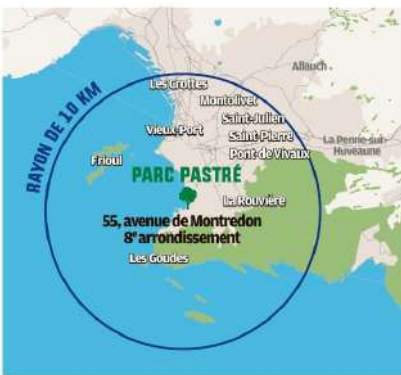 RAYON DE 10 KM
Les Crottes
Allauch
Montolivet
Saint-Julien
Vieux Port
Saint-Pierre
La Penne-sur-
Huveaune
Pont de Vivaux
Frioul
PARC PASTRÉ
La Rouvière
55, avenue de Montredon
8e arrondissement
Les Goudes